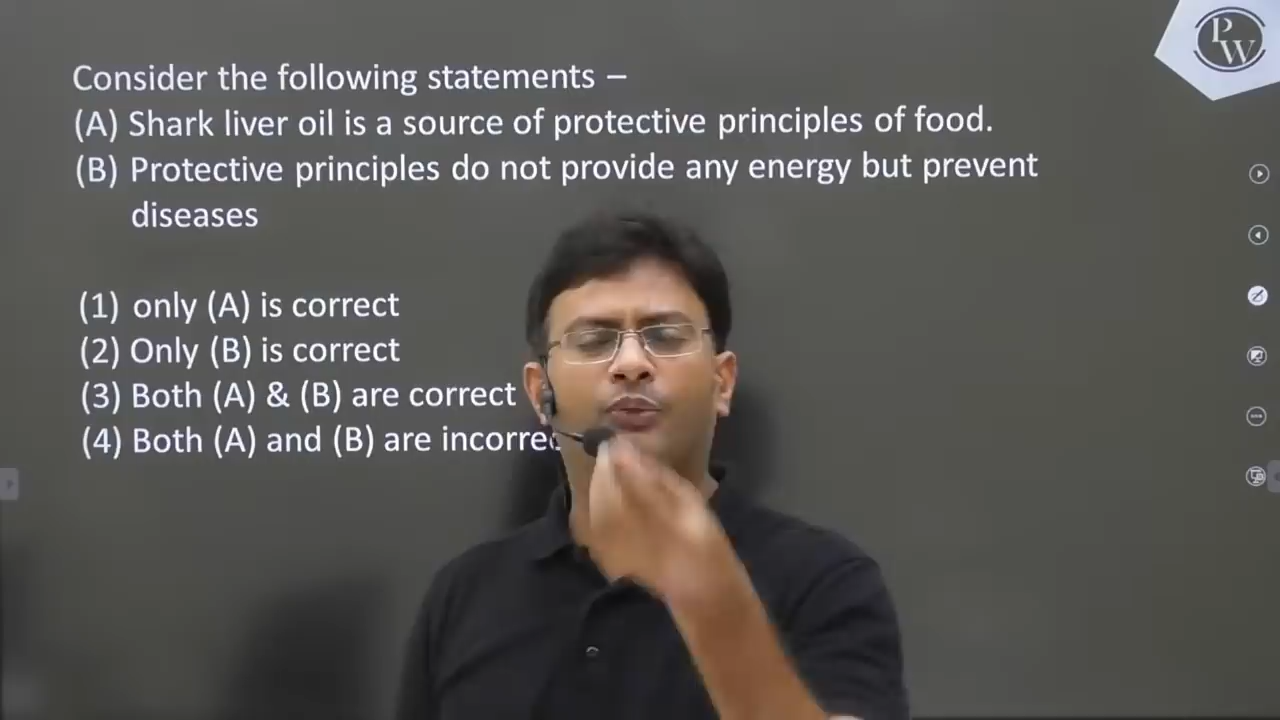 PW
Consider the following statements –
(A) Shark liver oil is a source of protective principles of food.
(B) Protective principles do not provide any energy but prevent
diseases
(1) only (A) is correct
(2) Only (B) is correct
(3) Both (A) & (B) are correct
(4) Both (A) and (B) are